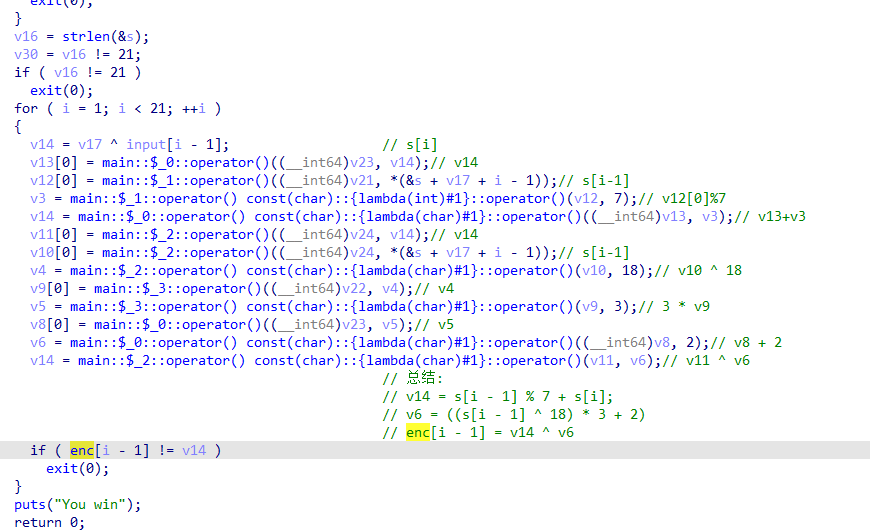 exit(0);
}
v16 = strlen(&s);
v30 = v16 != 21;
if ( v16 != 21 )
exit(0);
for ( i = 1; i < 21; ++i )
{
v14 = v17 ^ input[i - 1]; // s[i]
v13[0] = main::$_0::operator()((__int64)v23, v14);// v14
v12[0] = main::$_1::operator()((__int64)v21, *(&s + v17 + i - 1));// s[i-1]
v3 = main::$_1::operator() const(char)::{lambda(int)#1}::operator()(v12, 7);// v12[0]%7
v14 = main::$_0::operator() const(char)::{lambda(char)#1}::operator()((__int64)v13, v3);// v13+v3
v11[0] = main::$_2::operator()((__int64)v24, v14);// v14
v10[0] = main::$_2::operator()((__int64)v24, *(&s + v17 + i - 1));// s[i-1]
v4 = main::$_2::operator() const(char)::{lambda(char)#1}::operator()(v10, 18);// v10 ^ 18
v9[0] = main::$_3::operator()((__int64)v22, v4);// v4
v5 = main::$_3::operator() const(char)::{lambda(char)#1}::operator()(v9, 3);// 3 * v9
v8[0] = main::$_0::operator()((__int64)v23, v5);// v5
v6 = main::$_0::operator() const(char)::{lambda(char)#1}::operator()((__int64)v8, 2);// v8 + 2
v14 = main::$_2::operator() const(char)::{lambda(char)#1}::operator()(v11, v6);// v11 ^ v6
// 总结:
// v14 = s[i - 1] % 7 + s[i];
// v6 = ((s[i - 1] ^ 18) * 3 + 2)
// enc[i - 1] = v14 ^ v6
if ( enc[i - 1] != v14 )
exit(0);
}
puts("You win");
return 0;